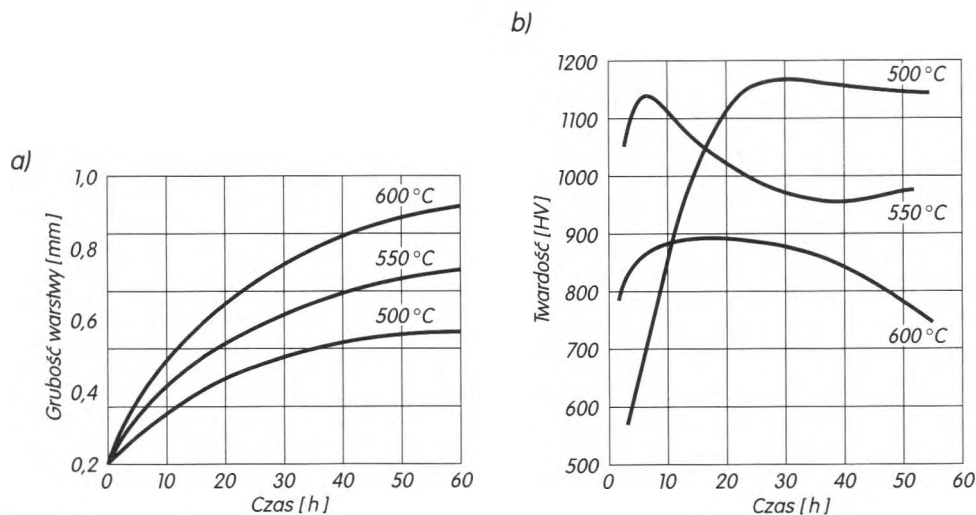 a)
Grubość warstwy [mm]
1,0
0,8
0,6
0,4
0,2
600 °C
550 °C
500 °C
0 10 20 30 40 50 60
Czas [h]
b)
Twardość [HV]
1200
1100
1000
900
800
700
600
500
500 °C
550 °C
600 °C
0 10 20 30 40 50 60
Czas [h]